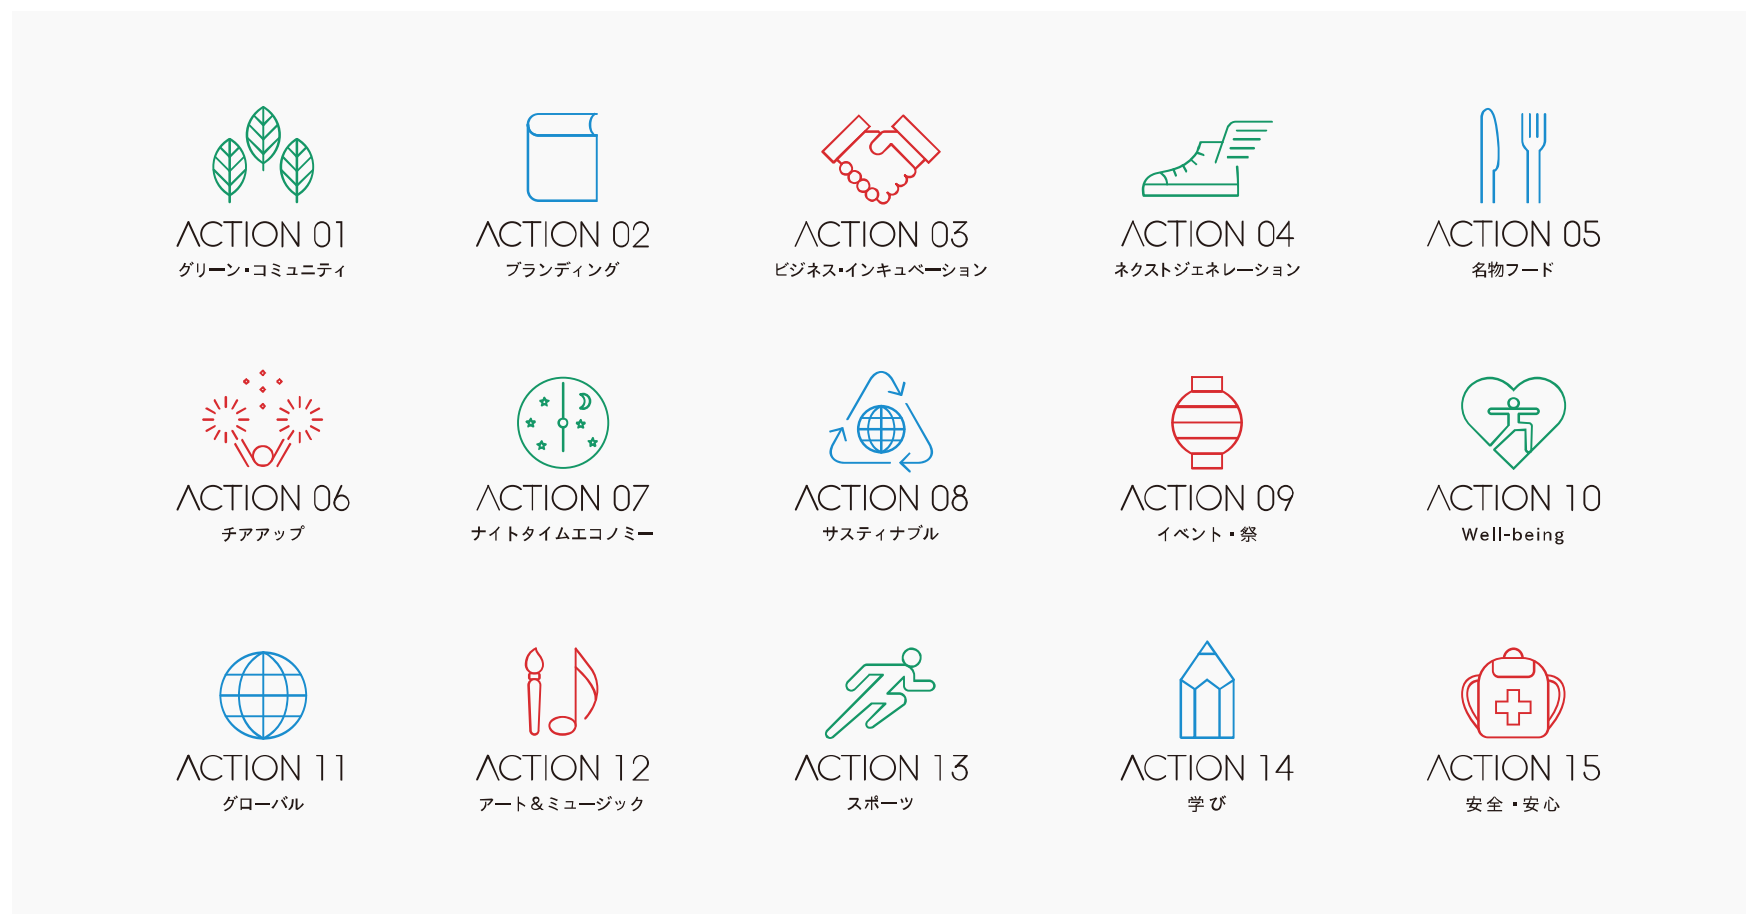 ACTION 01
グリーン・コミュニティ
ACTION 02
ブランディング
ACTION 03
ビジネス・インキュベーション
ACTION 04
ネクストジェネレーション
ACTION 05
名物フード
ACTION 06
チアアップ
ACTION 07
ナイトタイムエコノミー
ACTION 08
サスティナブル
ACTION 09
イベント・祭
ACTION 10
Well-being
ACTION 11
グローバル
ACTION 12
アート&ミュージック
ACTION 13
スポーツ
ACTION 14
学び
ACTION 15
安全・安心